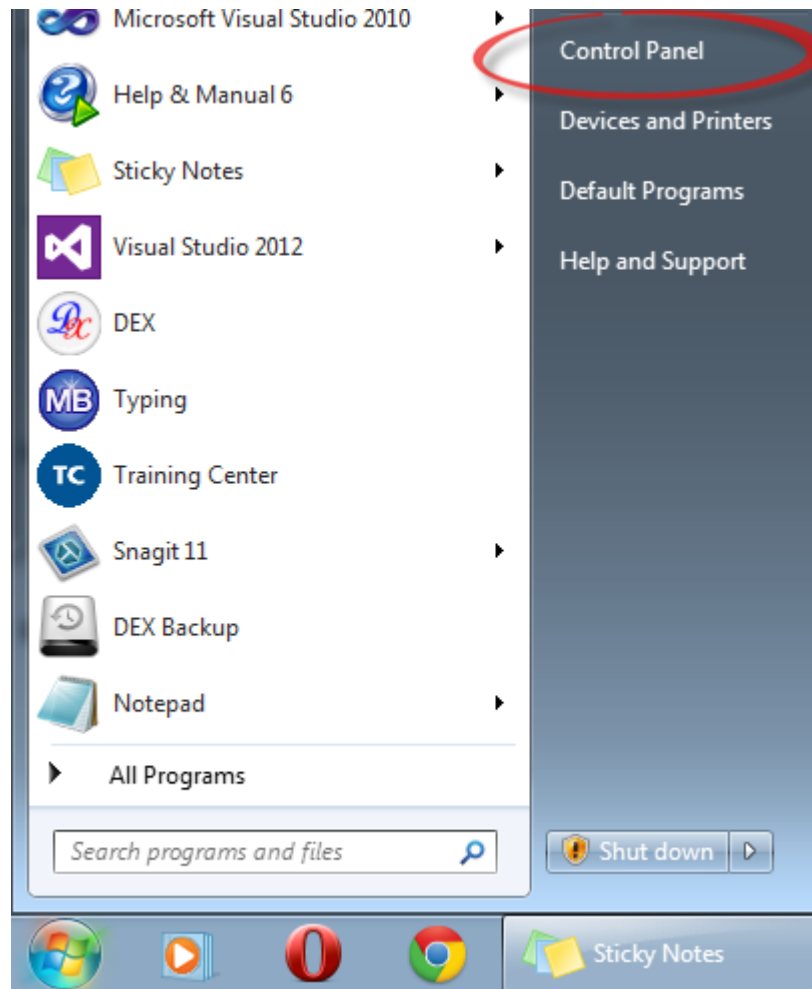 Microsoft Visual Studio 2010
Help & Manual 6
Sticky Notes
Visual Studio 2012
DEX
MB
Typing
TC
Training Center
Snagit 11
DEX Backup
Notepad
All Programs
Search programs and files
Control Panel
Devices and Printers
Default Programs
Help and Support
Shut down
Sticky Notes